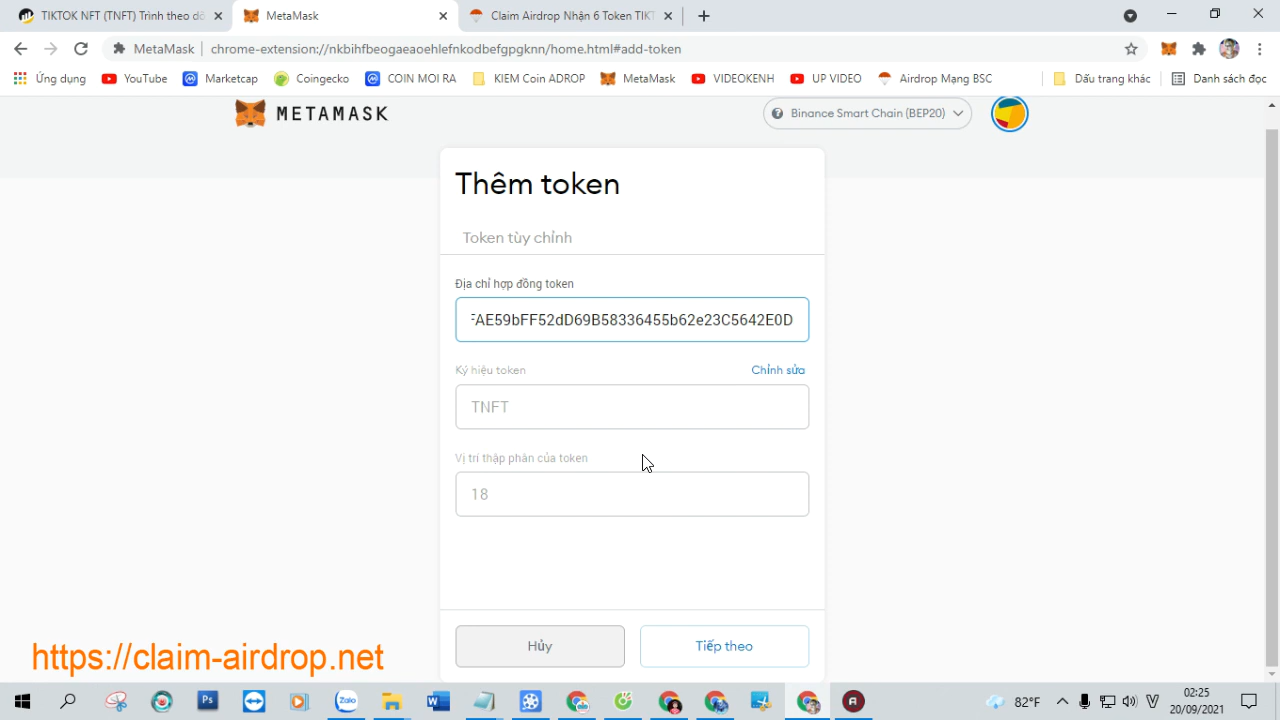 TIKTOK NFT (TNFT) Trình theo dõ
MetaMask
Claim Airdrop Nhận 6 Token TIKT
MetaMask
chrome-extension://nkbihfbeogaeaoehlefnkodbefgpgknn/home.html#add-token
Ứng dụng
YouTube
Marketcap
Coingecko
COIN MOI RA
KIEM Coin ADROP
MetaMask
VIDEOKENH
UP VIDEO
Airdrop Mạng BSC
Dấu trang khác
Danh sách đọc
METAMASK
Binance Smart Chain (BEP20)
Thêm token
Token tùy chỉnh
Địa chỉ hợp đồng token
FAE59bFF52dD69B58336455b62e23C5642E0D
Ký hiệu token
Chỉnh sửa
TNFT
Vị trí thập phân của token
18
Hủy
Tiếp theo
https://claim-airdrop.net
82°F
02:25
20/09/2021